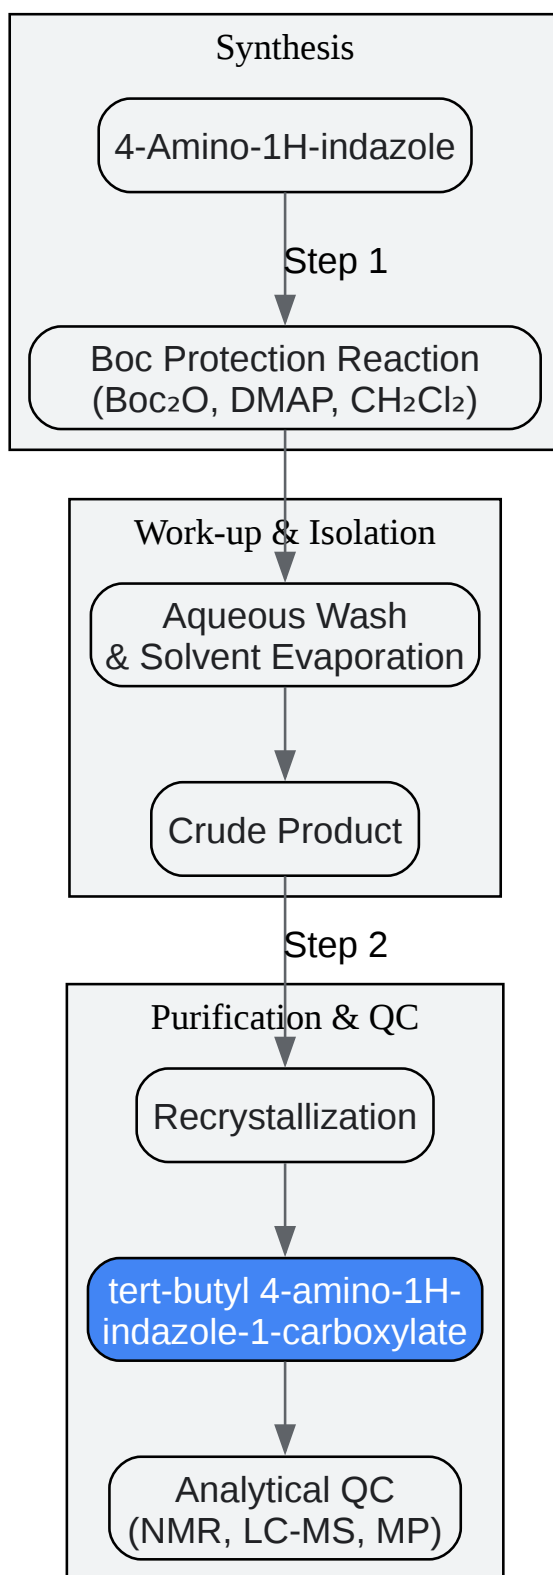 Synthesis
4-Amino-1H-indazole
Step 1
Boc Protection Reaction
(Boc₂O, DMAP, CH₂Cl₂)
Work-up & Isolation
Aqueous Wash
& Solvent Evaporation
Crude Product
Step 2
Purification & QC
Recrystallization
tert-butyl 4-amino-1H-
indazole-1-carboxylate
Analytical QC
(NMR, LC-MS, MP)